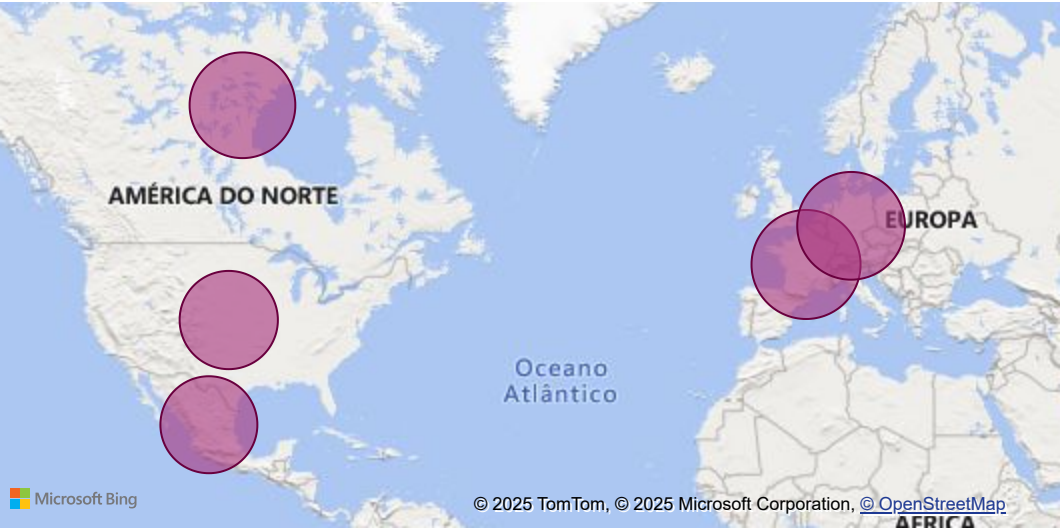 AMÉRICA DO NORTE
EUROPA
Oceano
Atlântico
Microsoft Bing
© 2025 TomTom, © 2025 Microsoft Corporation, © OpenStreetMap
ÁFRICA